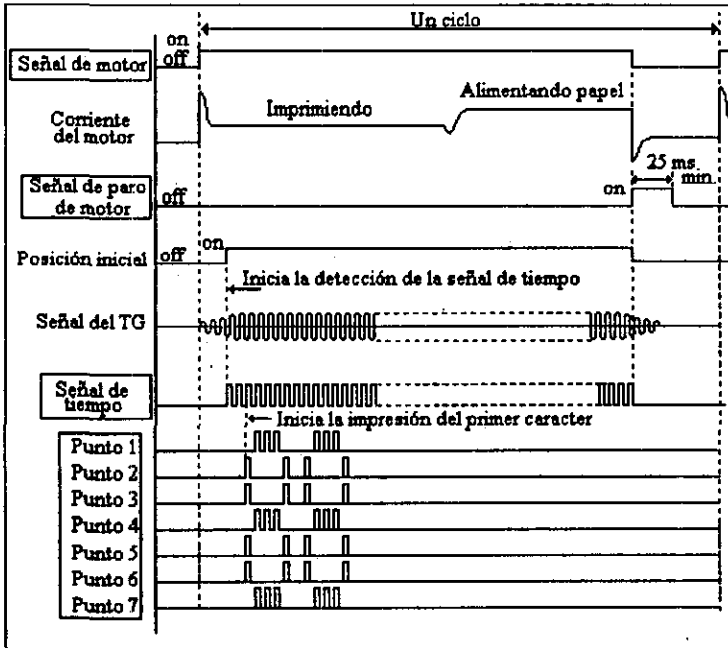 Un ciclo
on
off
Señal de motor
Corriente
del motor
Imprimiendo
Alimentando papel
25 ms
min
Señal de paro
de motor
off
on
Posición inicial
off
on
Inicia la detección de la señal de tiempo
Señal del TG
Señal de
tiempo
Inicia la impresión del primer caracter
Punto 1
Punto 2
Punto 3
Punto 4
Punto 5
Punto 6
Punto 7